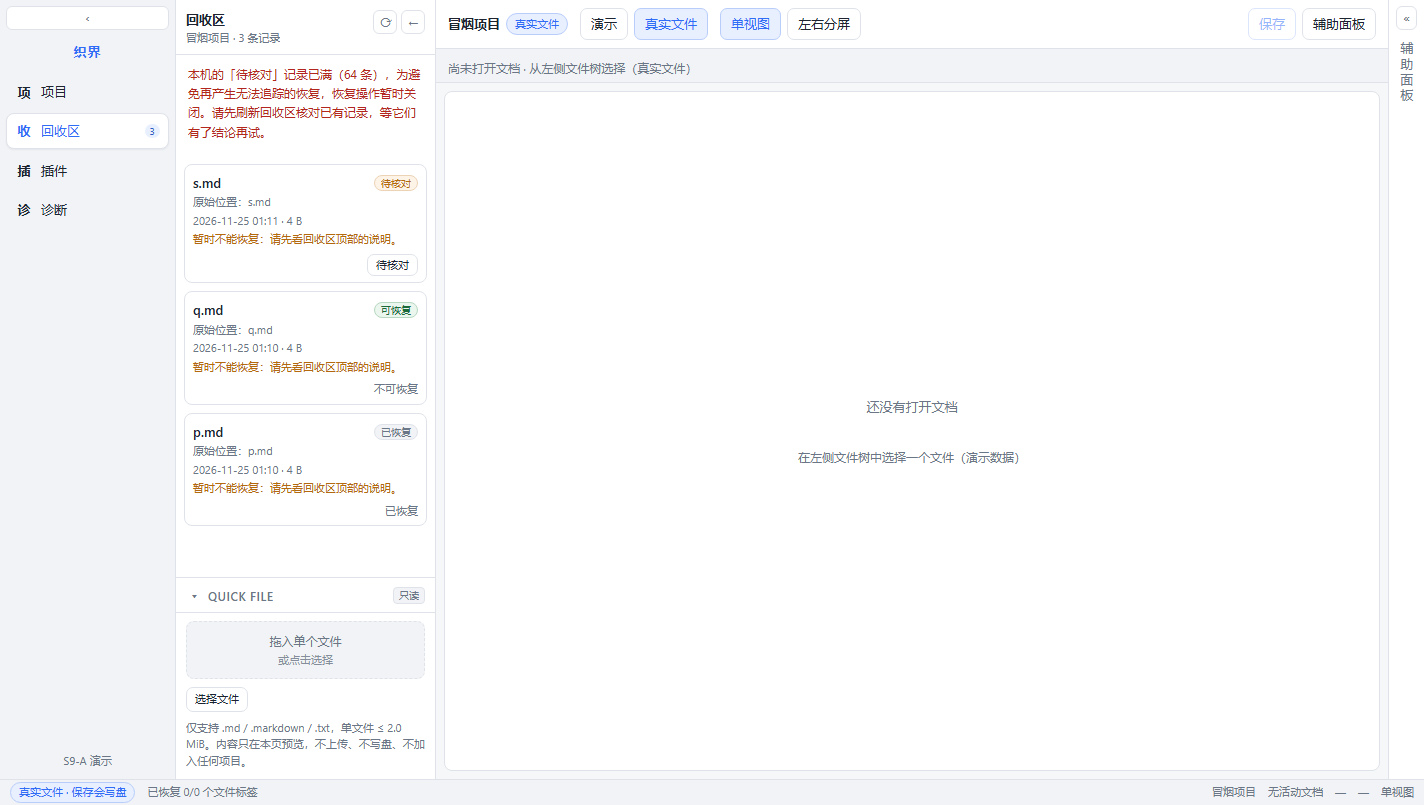 ‹
织界
项 项目
收 回收区 3
插 插件
诊 诊断
S9-A 演示
回收区
冒烟项目 · 3 条记录
⟳ ←
本机的「待核对」记录已满（64 条），为避
免再产生无法追踪的恢复，恢复操作暂时关
闭。请先刷新回收区核对已有记录，等它们
有了结论再试。
s.md 待核对
原始位置：s.md
2026-11-25 01:11 · 4 B
暂时不能恢复：请先看回收区顶部的说明。
待核对
q.md 可恢复
原始位置：q.md
2026-11-25 01:10 · 4 B
暂时不能恢复：请先看回收区顶部的说明。
不可恢复
p.md 已恢复
原始位置：p.md
2026-11-25 01:10 · 4 B
暂时不能恢复：请先看回收区顶部的说明。
已恢复
▾ QUICK FILE 只读
拖入单个文件
或点击选择
选择文件
仅支持 .md / .markdown / .txt，单文件 ≤ 2.0
MiB。内容只在本页预览，不上传、不写盘、不加
入任何项目。
冒烟项目 真实文件 演示 真实文件 单视图 左右分屏 保存 辅助面板
尚未打开文档 · 从左侧文件树选择（真实文件）
还没有打开文档
在左侧文件树中选择一个文件（演示数据）
«
辅
助
面
板
真实文件 · 保存会写盘 已恢复 0/0 个文件标签 冒烟项目 无活动文档 — — 单视图